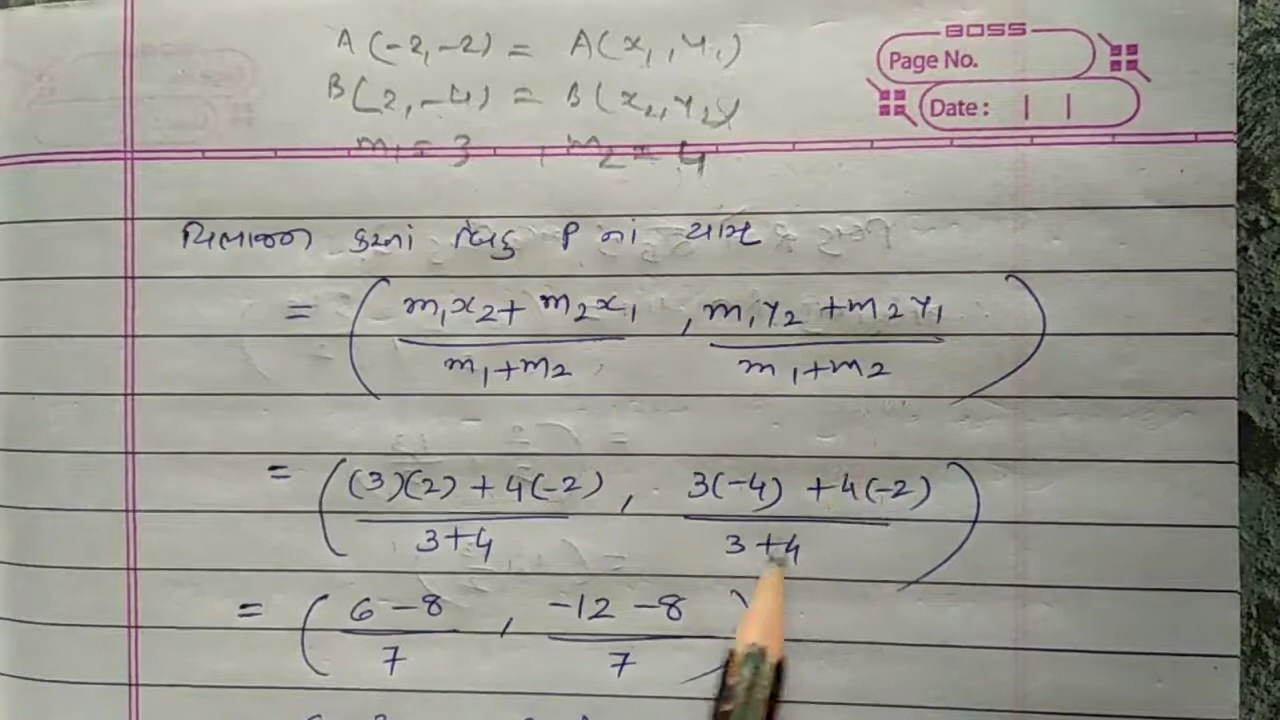 BOSS
Page No.
Date :
A(-2,-2) = A(x₁,y₁)
B(2,-4) = B(x₂,y₂)
m₁=3 , m₂=4
વિભાજન કરતાં બિંદુ P નાં યામ
= ( m₁x₂+m₂x₁ / m₁+m₂ , m₁y₂+m₂y₁ / m₁+m₂ )
= ( (3)(2)+4(-2) / 3+4 , 3(-4)+4(-2) / 3+4 )
= ( 6-8 / 7 , -12-8 / 7 )